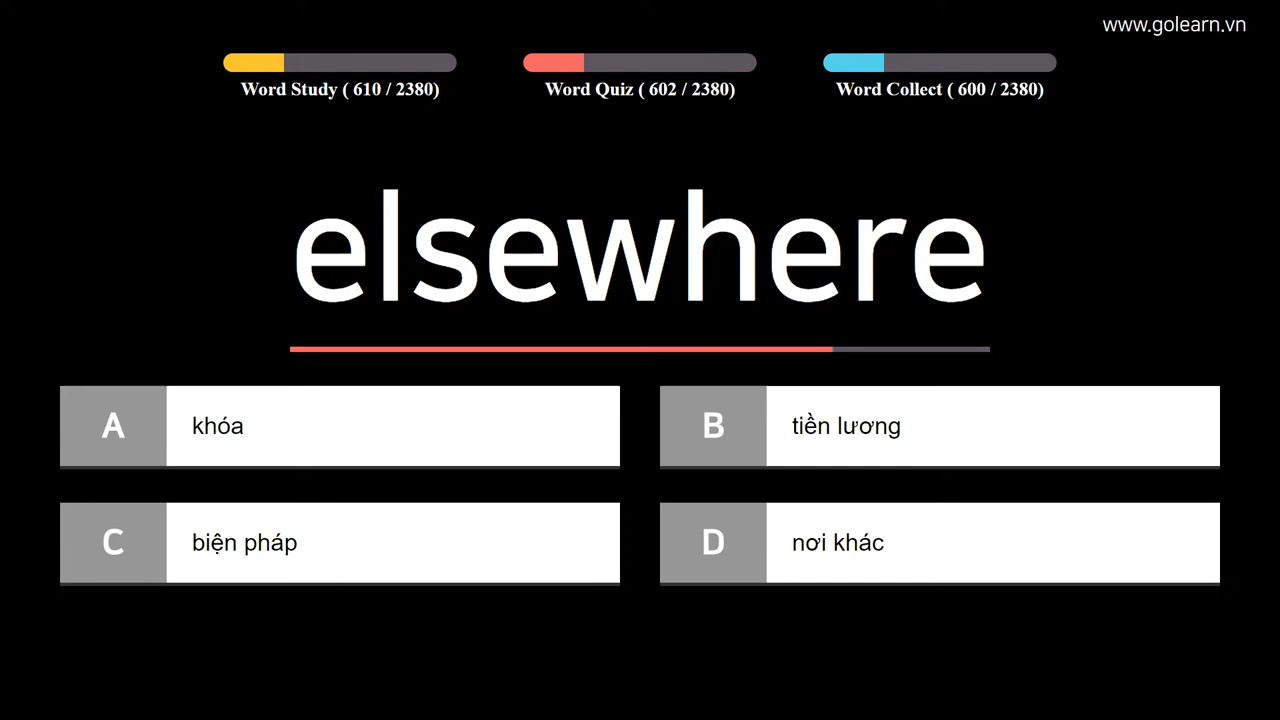 www.golearn.vn
Word Study ( 610 / 2380)
Word Quiz ( 602 / 2380)
Word Collect ( 600 / 2380)
elsewhere
A khóa
B tiền lương
C biện pháp
D nơi khác